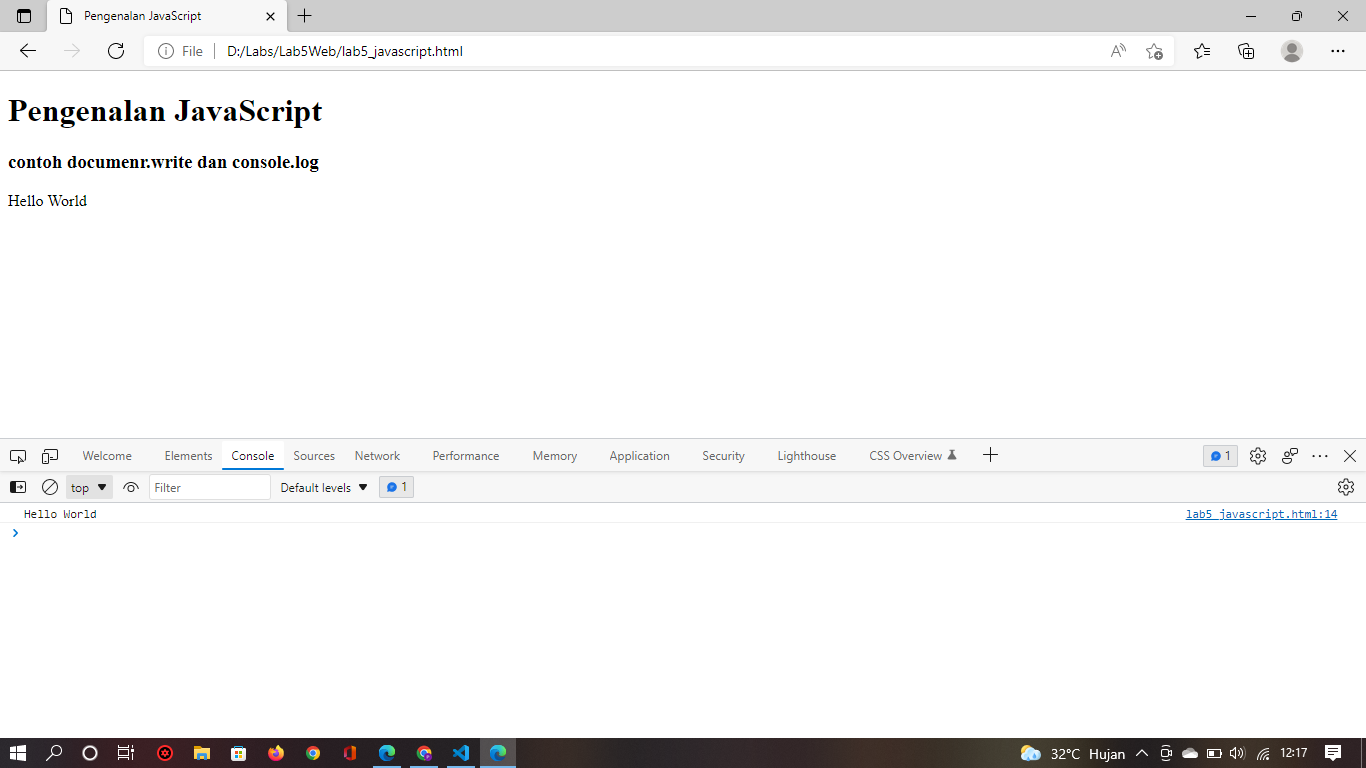 Pengenalan JavaScript
File D:/Labs/Lab5Web/lab5_javascript.html
Pengenalan JavaScript
contoh documenr.write dan console.log
Hello World
Welcome Elements Console Sources Network Performance Memory Application Security Lighthouse CSS Overview 1
top Filter Default levels 1
Hello World lab5_javascript.html:14
32°C Hujan 12:17